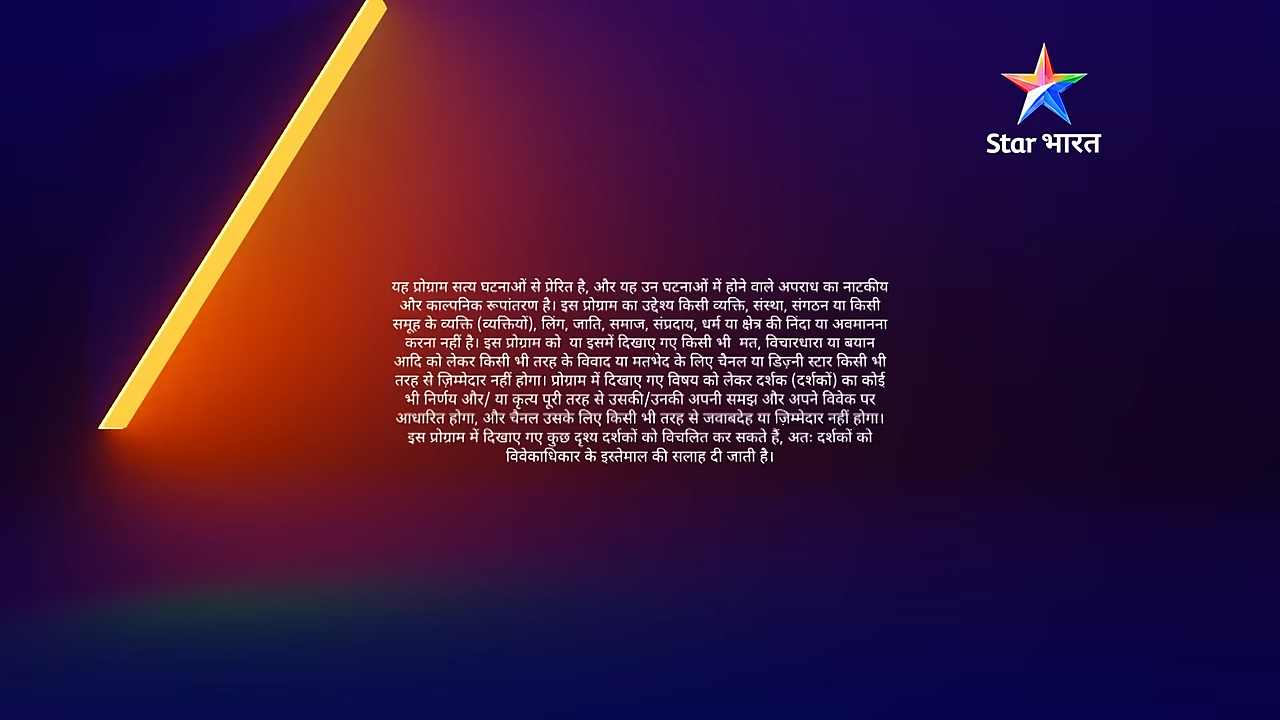 Star भारत
यह प्रोग्राम सत्य घटनाओं से प्रेरित है, और यह उन घटनाओं में होने वाले अपराध का नाटकीय
और काल्पनिक रूपांतरण है। इस प्रोग्राम का उद्देश्य किसी व्यक्ति, संस्था, संगठन या किसी
समूह के व्यक्ति (व्यक्तियों), लिंग, जाति, समाज, संप्रदाय, धर्म या क्षेत्र की निंदा या अवमानना
करना नहीं है। इस प्रोग्राम को या इसमें दिखाए गए किसी भी मत, विचारधारा या बयान
आदि को लेकर किसी भी तरह के विवाद या मतभेद के लिए चैनल या डिज़्नी स्टार किसी भी
तरह से ज़िम्मेदार नहीं होगा। प्रोग्राम में दिखाए गए विषय को लेकर दर्शक (दर्शकों) का कोई
भी निर्णय और/ या कृत्य पूरी तरह से उसकी/उनकी अपनी समझ और अपने विवेक पर
आधारित होगा, और चैनल उसके लिए किसी भी तरह से जवाबदेह या ज़िम्मेदार नहीं होगा।
इस प्रोग्राम में दिखाए गए कुछ दृश्य दर्शकों को विचलित कर सकते हैं, अतः दर्शकों को
विवेकाधिकार के इस्तेमाल की सलाह दी जाती है।